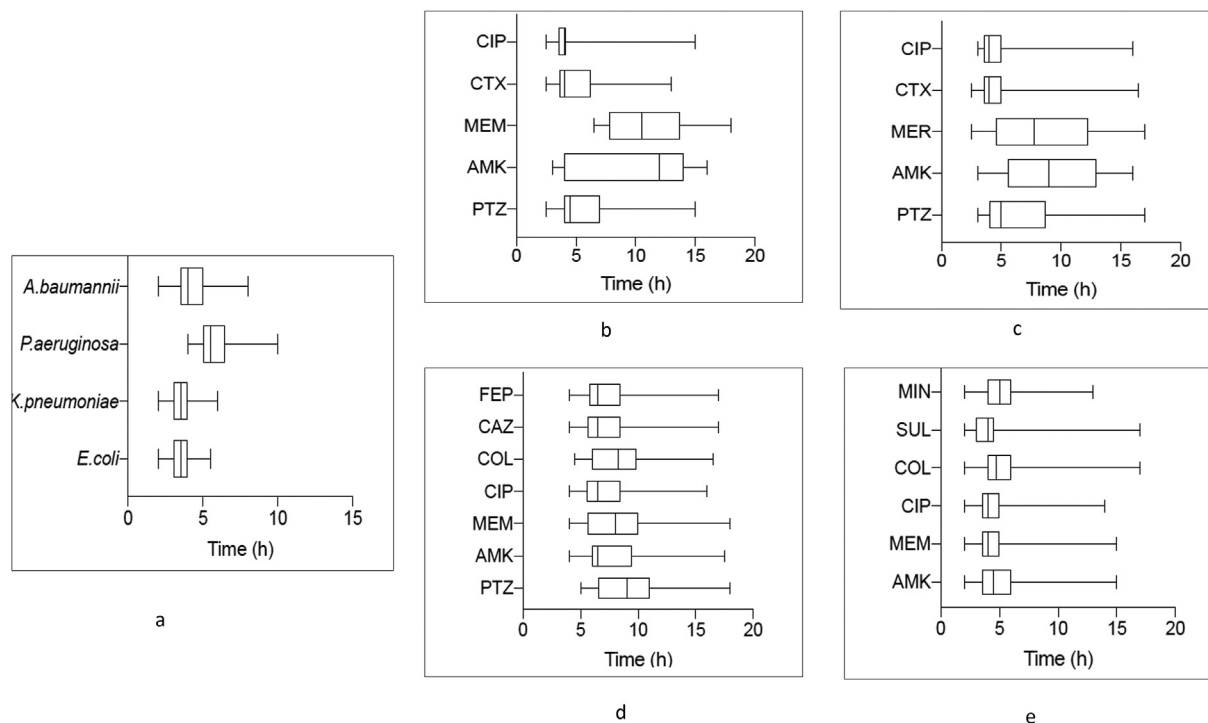 A.baumannii
P.aeruginosa
K.pneumoniae
E.coli
0 5 10 15
Time (h)
a
CIP
CTX
MEM
AMK
PTZ
0 5 10 15 20
Time (h)
b
CIP
CTX
MER
AMK
PTZ
0 5 10 15 20
Time (h)
c
FEP
CAZ
COL
CIP
MEM
AMK
PTZ
0 5 10 15 20
Time (h)
d
MIN
SUL
COL
CIP
MEM
AMK
0 5 10 15 20
Time (h)
e